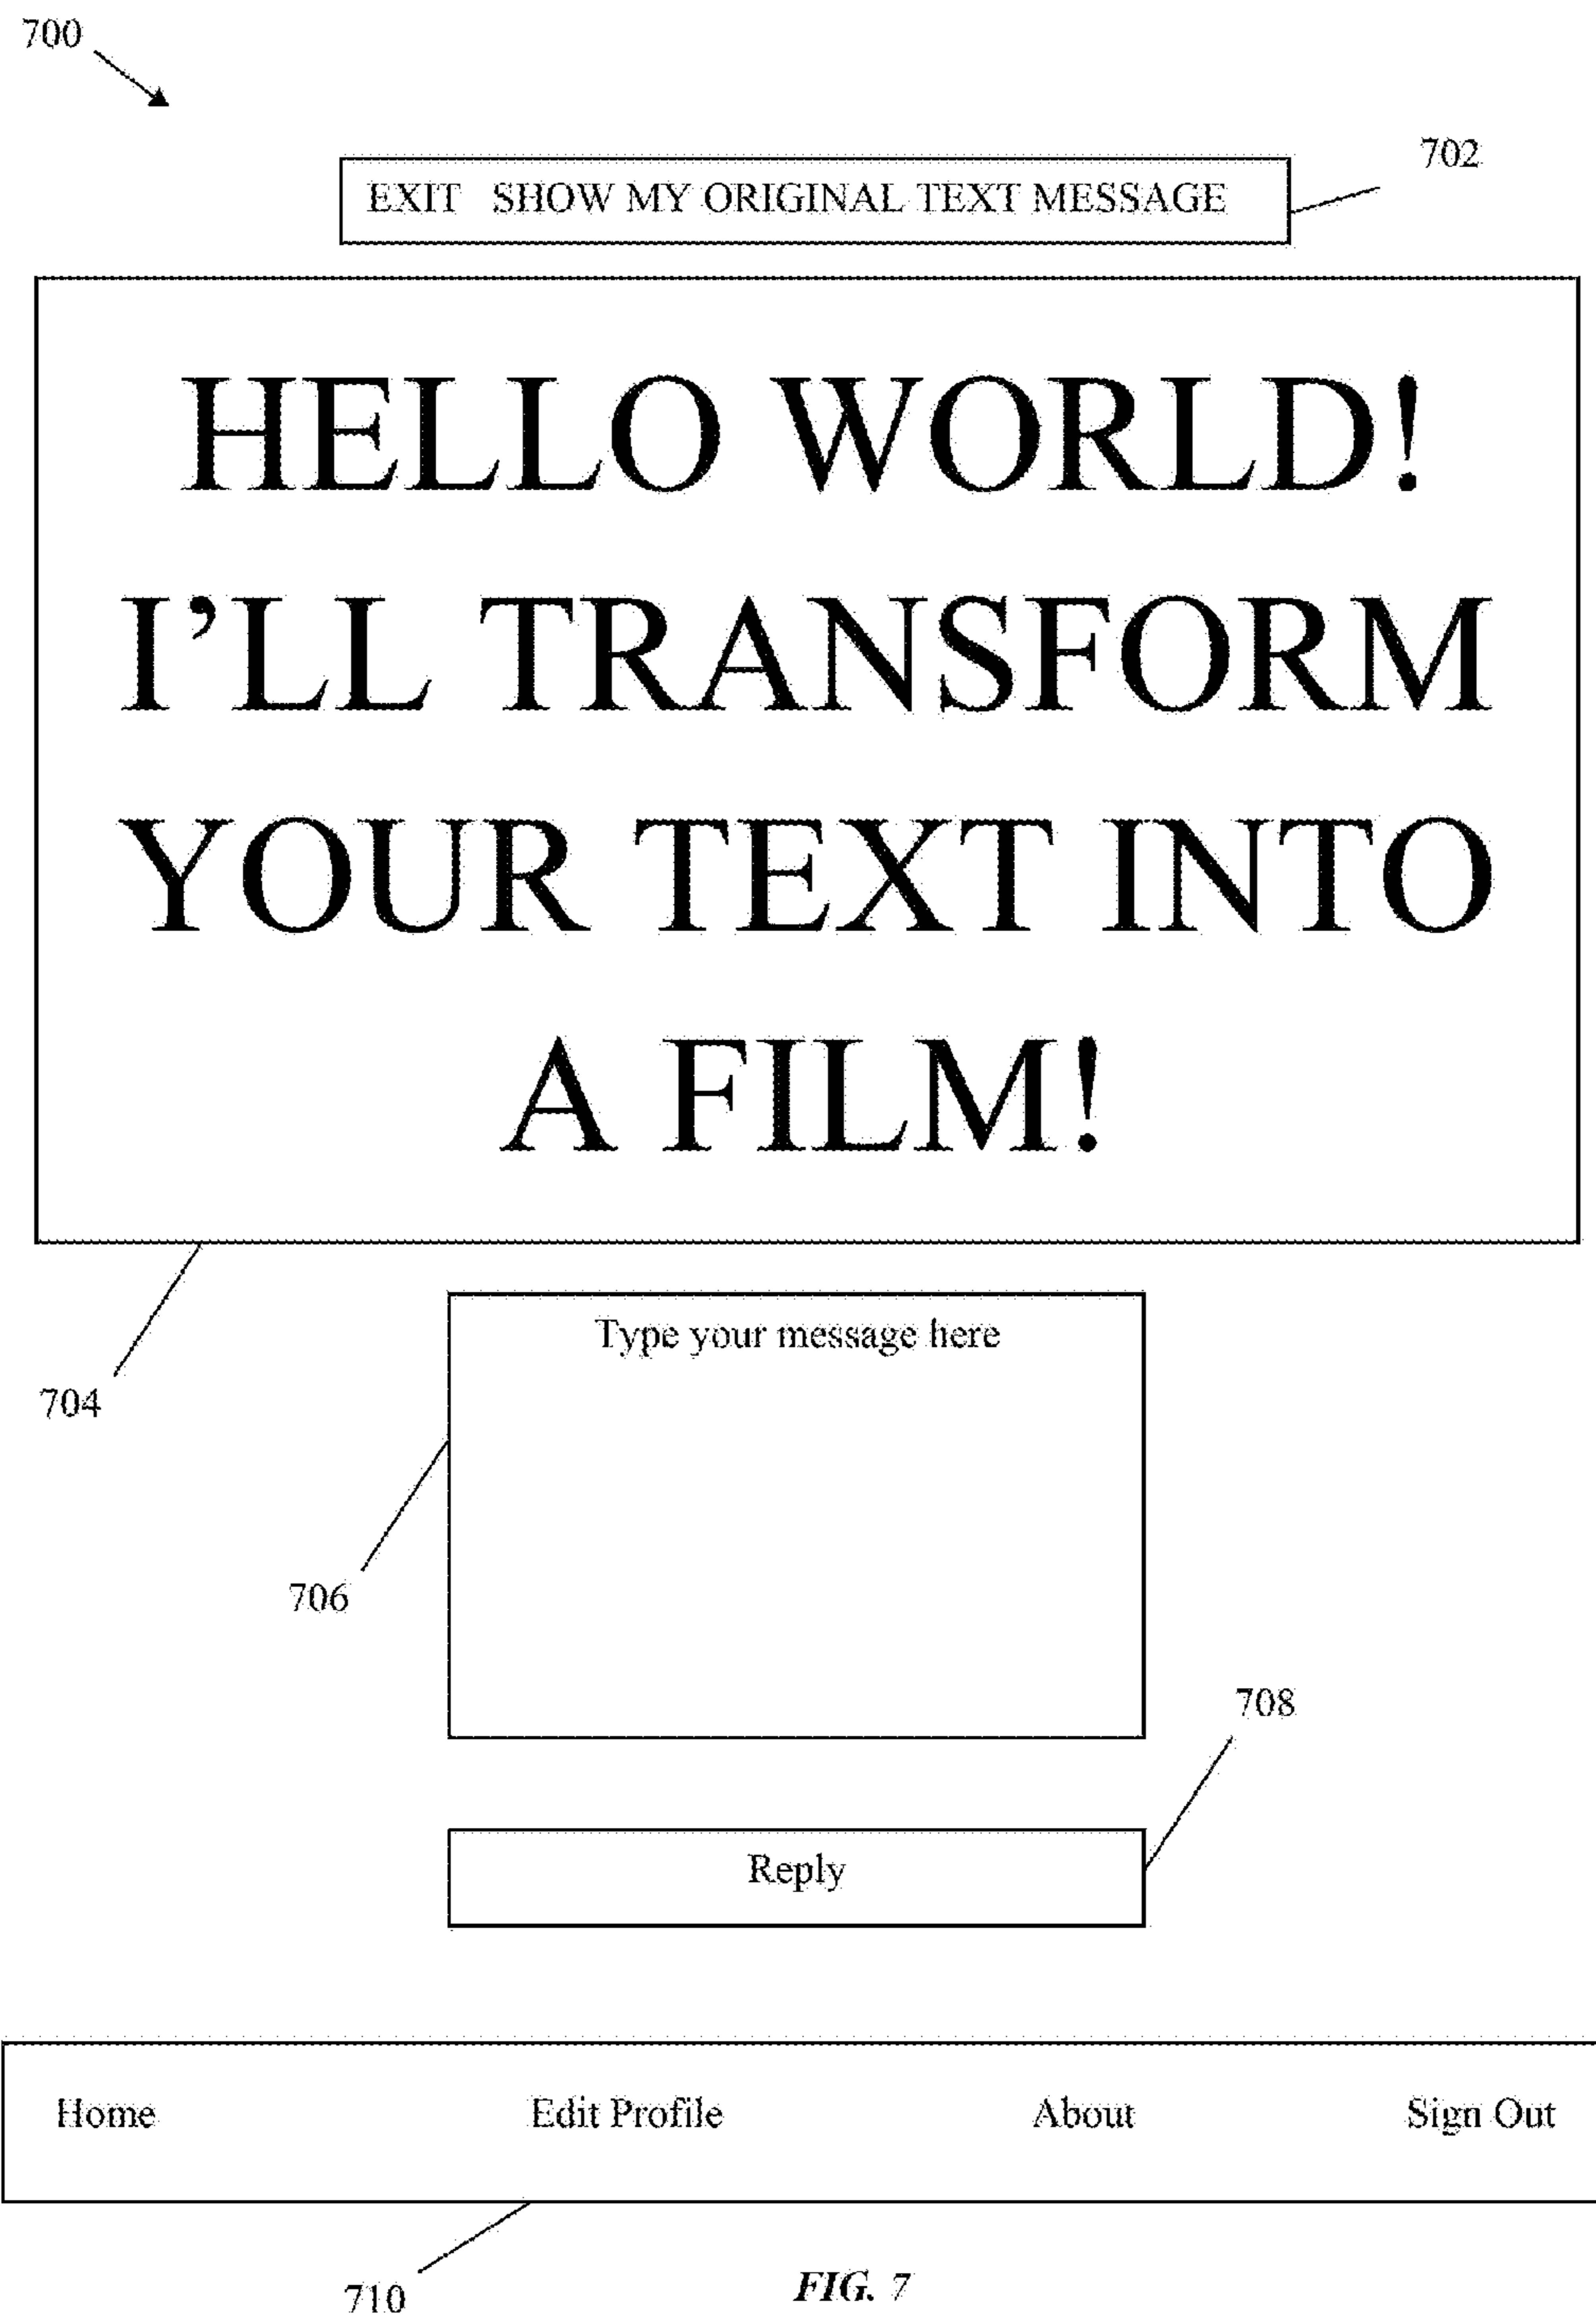 700
702
EXIT SHOW MY ORIGINAL TEXT MESSAGE
HELLO WORLD!
I’LL TRANSFORM
YOUR TEXT INTO
A FILM!
704
Type your message here
706
708
Reply
Home Edit Profile About Sign Out
710
FIG. 7